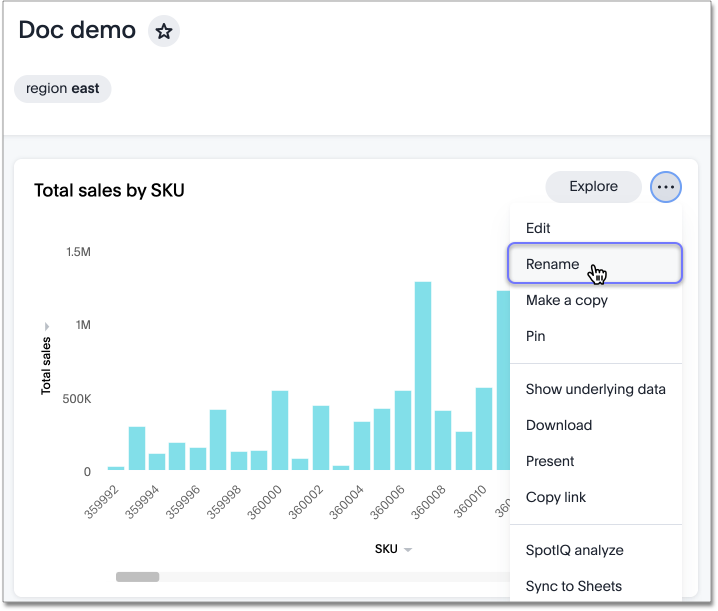 Doc demo
region east
Total sales by SKU
Explore
Edit
Rename
Make a copy
Pin
Show underlying data
Download
Present
Copy link
SpotIQ analyze
Sync to Sheets
1.5M
1M
500K
0
Total sales
359992
359994
359996
359998
360000
360002
360004
360006
360008
360010
SKU